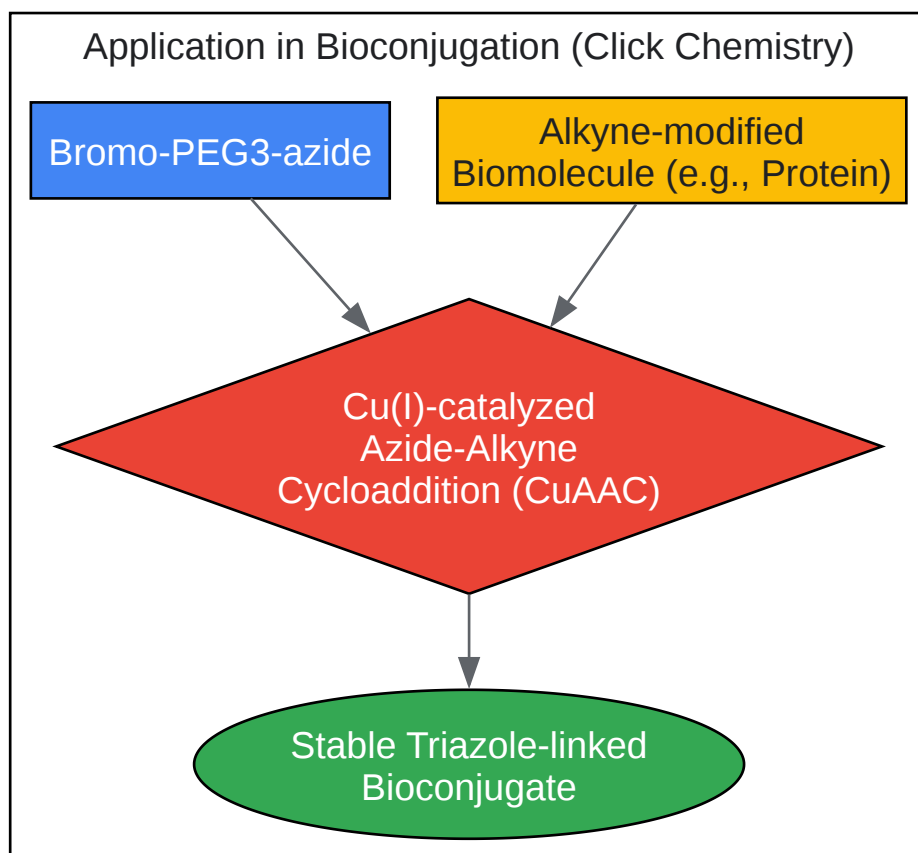 Application in Bioconjugation (Click Chemistry)
Bromo-PEG3-azide
Alkyne-modified
Biomolecule (e.g., Protein)
Cu(I)-catalyzed
Azide-Alkyne
Cycloaddition (CuAAC)
Stable Triazole-linked
Bioconjugate